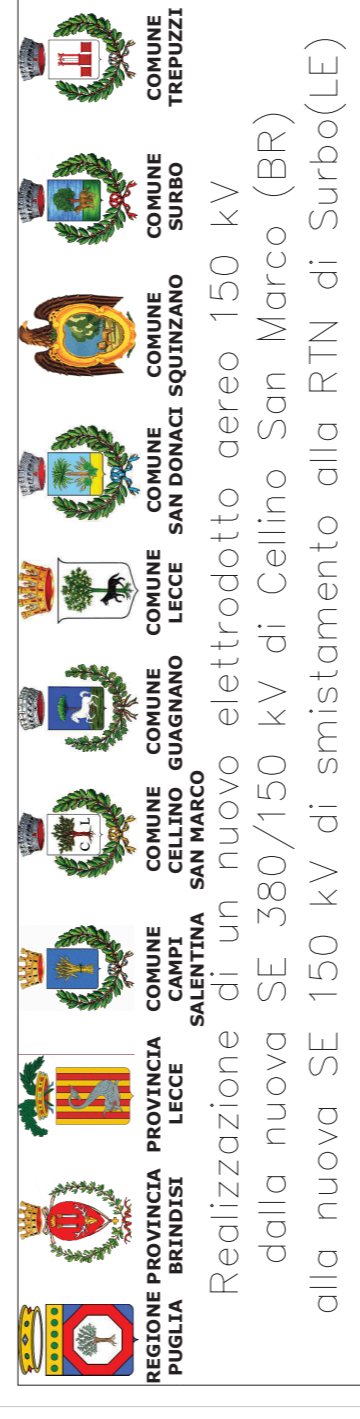 REGIONE PUGLIA
PROVINCIA BRINDISI
PROVINCIA LECCE
COMUNE CAMPI SALENTINA
COMUNE CELLINO SAN MARCO
COMUNE GUAGNANO
COMUNE LECCE
COMUNE SAN DONACI
COMUNE SQUINZANO
COMUNE SURBO
COMUNE TREPUZZI
C L
Realizzazione di un nuovo elettrodotto aereo 150 kV
dalla nuova SE 380/150 kV di Cellino San Marco (BR)
alla nuova SE 150 kV di smistamento alla RTN di Surbo(LE)